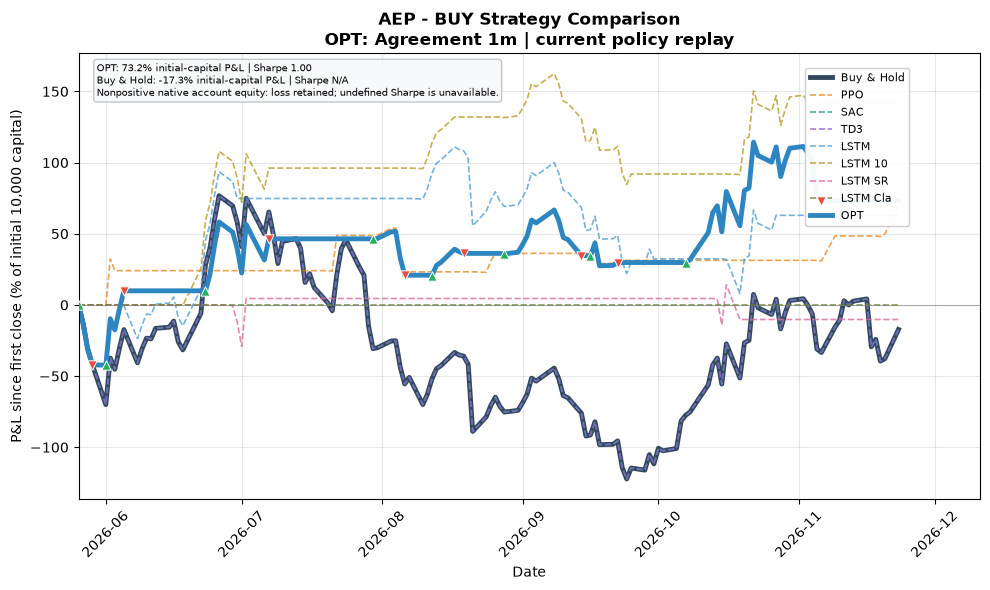 AEP - BUY Strategy Comparison
OPT: Agreement 1m | current policy replay
OPT: 73.2% initial-capital P&L | Sharpe 1.00
Buy & Hold: -17.3% initial-capital P&L | Sharpe N/A
Nonpositive native account equity: loss retained; undefined Sharpe is unavailable.
Buy & Hold
PPO
SAC
TD3
LSTM
LSTM 10
LSTM SR
LSTM Cla
OPT
P&L since first close (% of initial 10,000 capital)
150
100
50
0
−50
−100
2026-06
2026-07
2026-08
2026-09
2026-10
2026-11
2026-12
Date